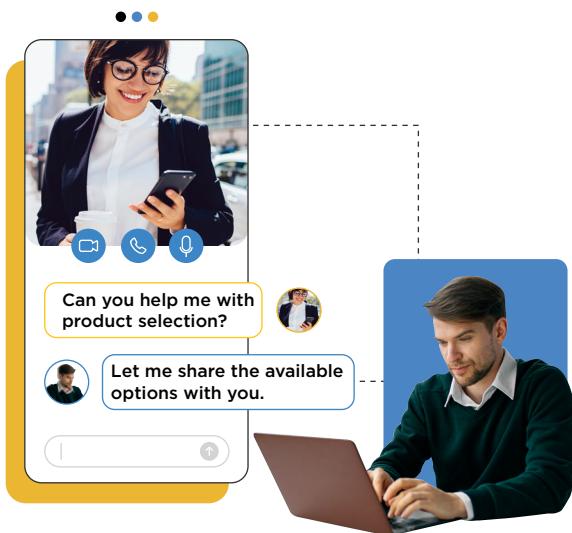 Can you help me with
product selection?
Let me share the available
options with you.